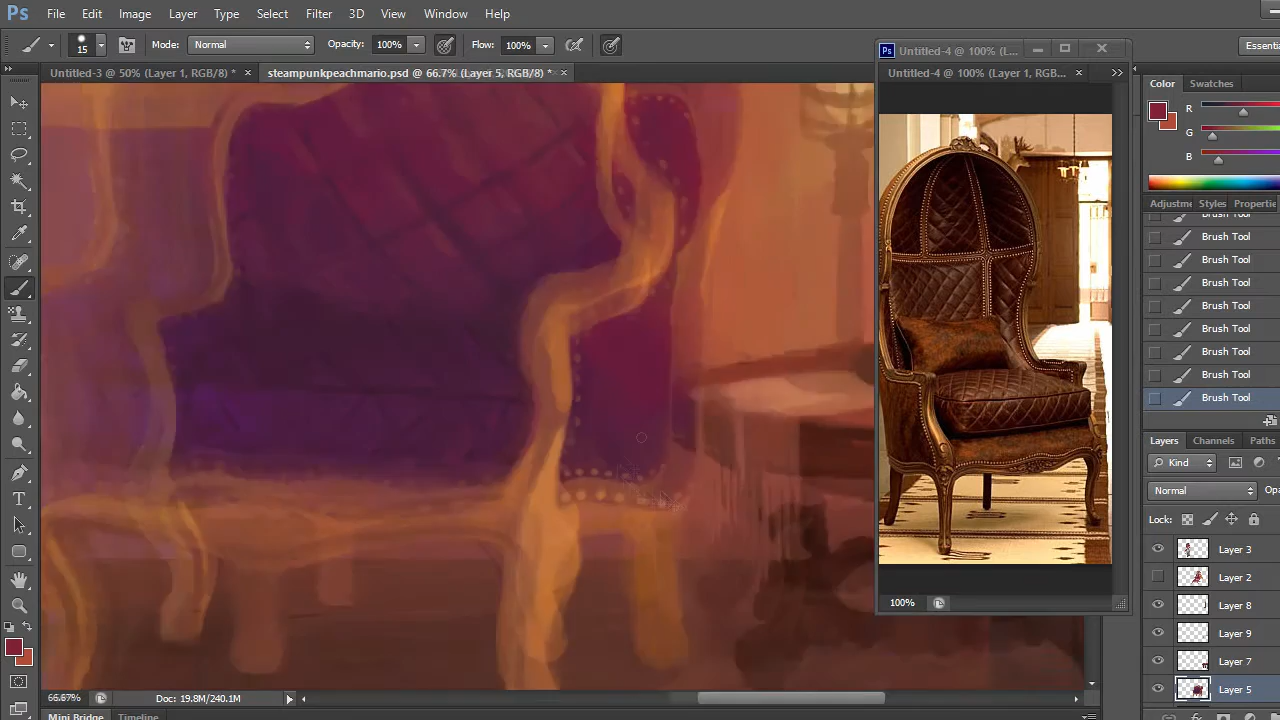 Ps File Edit Image Layer Type Select Filter 3D View Window Help
15 Mode: Normal Opacity: 100% Flow: 100% Essenti
Untitled-3 @ 50% (Layer 1, RGB/8) * × steampunkpeachmario.psd @ 66.7% (Layer 5, RGB/8) * ×
Ps Untitled-4 @ 100% (L...
Untitled-4 @ 100% (Layer 1, RGB... × >>
100%
Color Swatches
R
G
B
Adjustme Styles Propertie
Brush Tool
Brush Tool
Brush Tool
Brush Tool
Brush Tool
Brush Tool
Brush Tool
Brush Tool
Brush Tool
Layers Channels Paths
Kind
Normal Opa
Lock:
Layer 3
Layer 2
Layer 8
Layer 9
Layer 7
Layer 5
66.67% Doc: 19.8M/240.1M
Mini Bridge Timeline